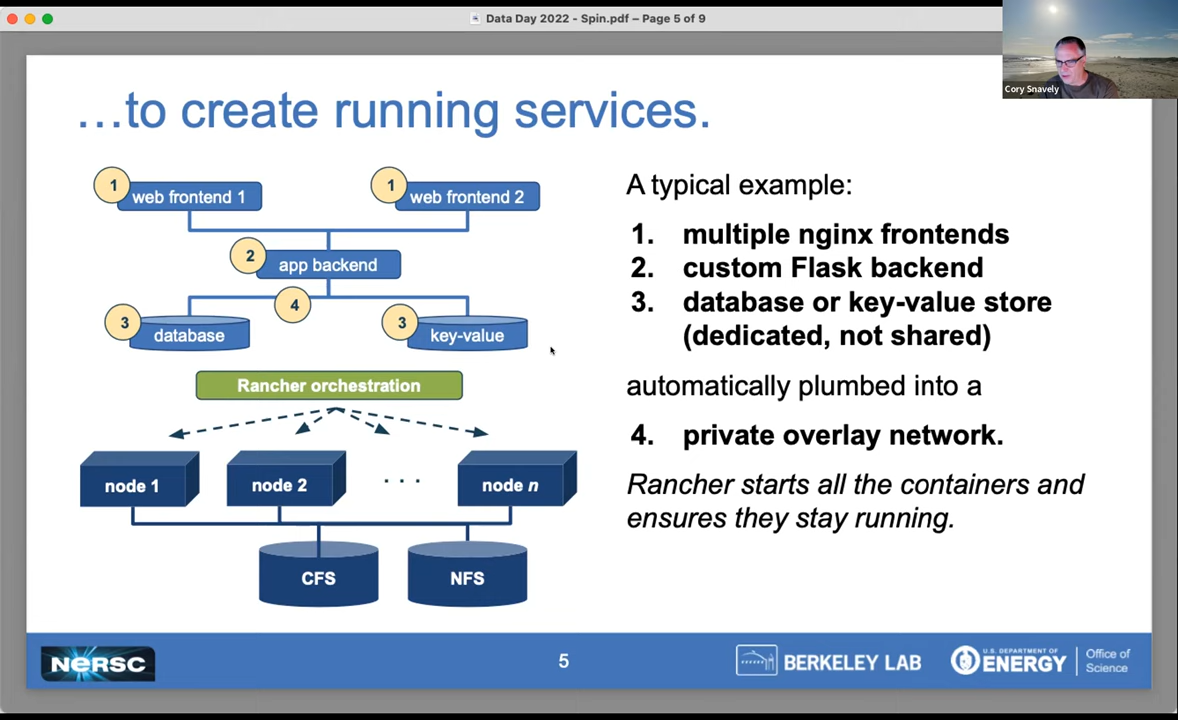 Data Day 2022 - Spin.pdf – Page 5 of 9
Cory Snavely
…to create running services.
1
web frontend 1
1
web frontend 2
2
app backend
4
3
database
3
key-value
Rancher orchestration
node 1
node 2
. . .
node n
CFS
NFS
A typical example:
1. multiple nginx frontends
2. custom Flask backend
3. database or key-value store
(dedicated, not shared)
automatically plumbed into a
4. private overlay network.
Rancher starts all the containers and
ensures they stay running.
NERSC
5
BERKELEY LAB
U.S. DEPARTMENT OF
ENERGY
Office of
Science